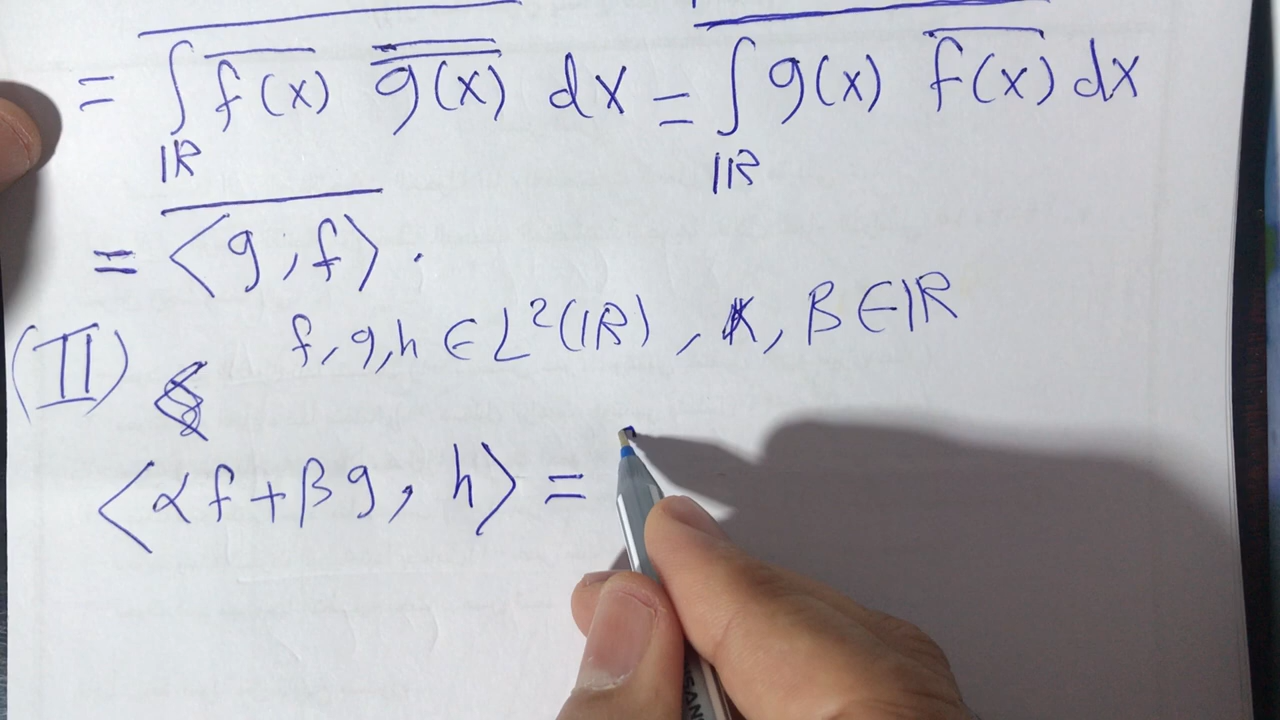 = ∫_ℝ \overline{f(x)} \overline{\overline{g(x)}} dx = ∫_ℝ g(x) \overline{f(x)} dx
= \overline{⟨g, f⟩}.
(II) f, g, h ∈ L²(ℝ), α, β ∈ ℝ
⟨αf + βg, h⟩ =